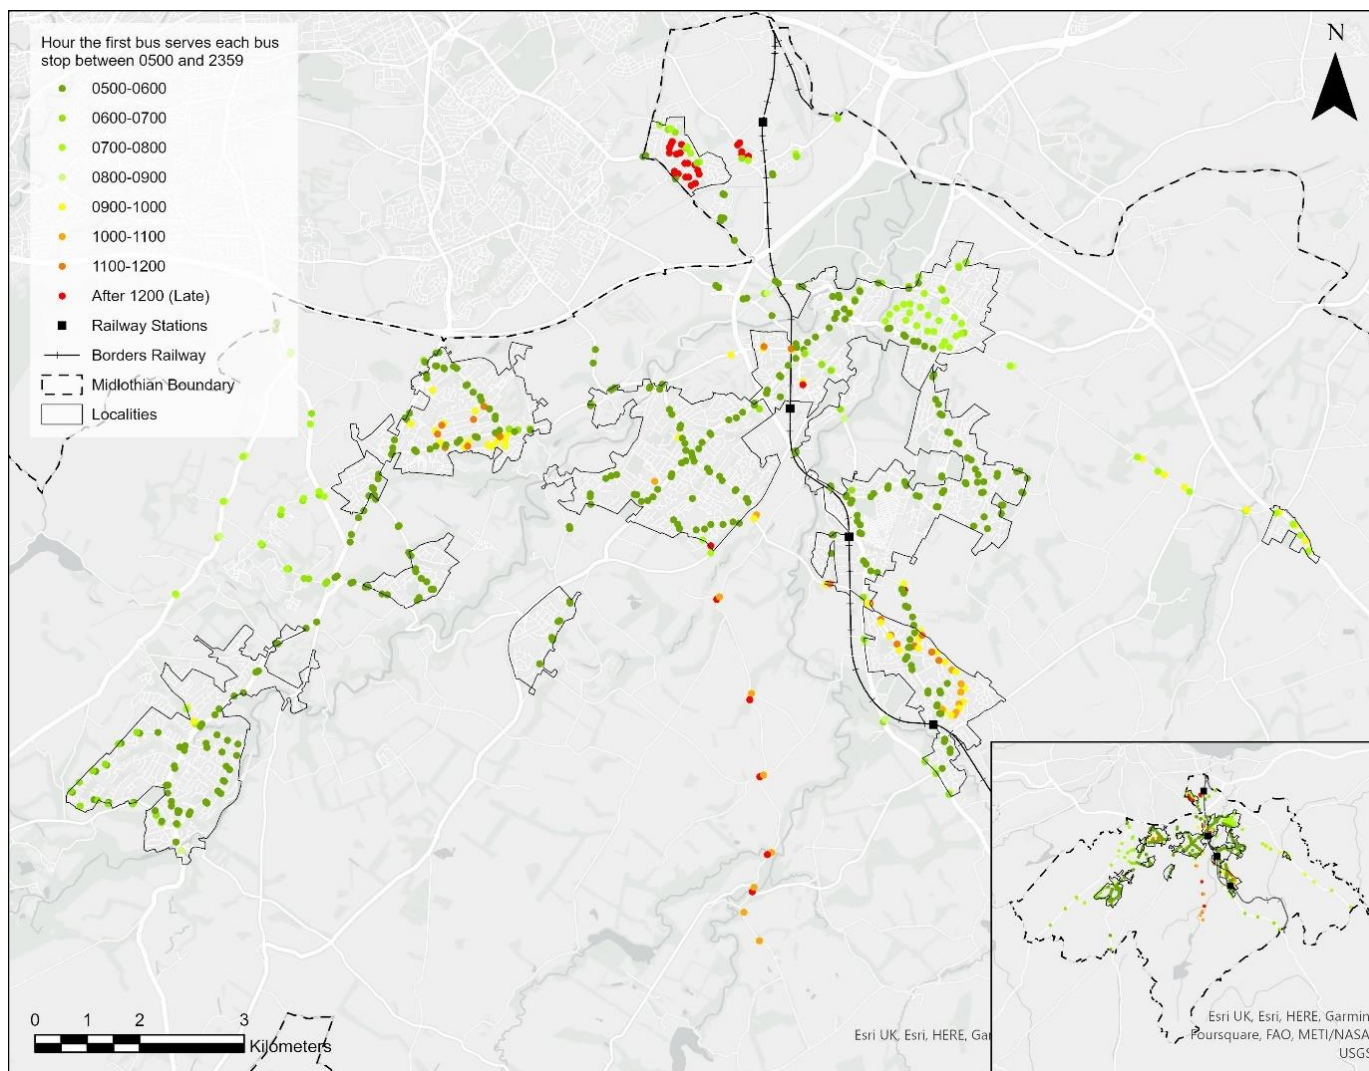 Hour the first bus serves each bus
stop between 0500 and 2359
0500-0600
0600-0700
0700-0800
0800-0900
0900-1000
1000-1100
1100-1200
After 1200 (Late)
Railway Stations
Borders Railway
Midlothian Boundary
Localities
N
0 1 2 3
Kilometers
Esri UK, Esri, HERE, Gar
Esri UK, Esri, HERE, Garmin
Foursquare, FAO, METI/NASA
USGS